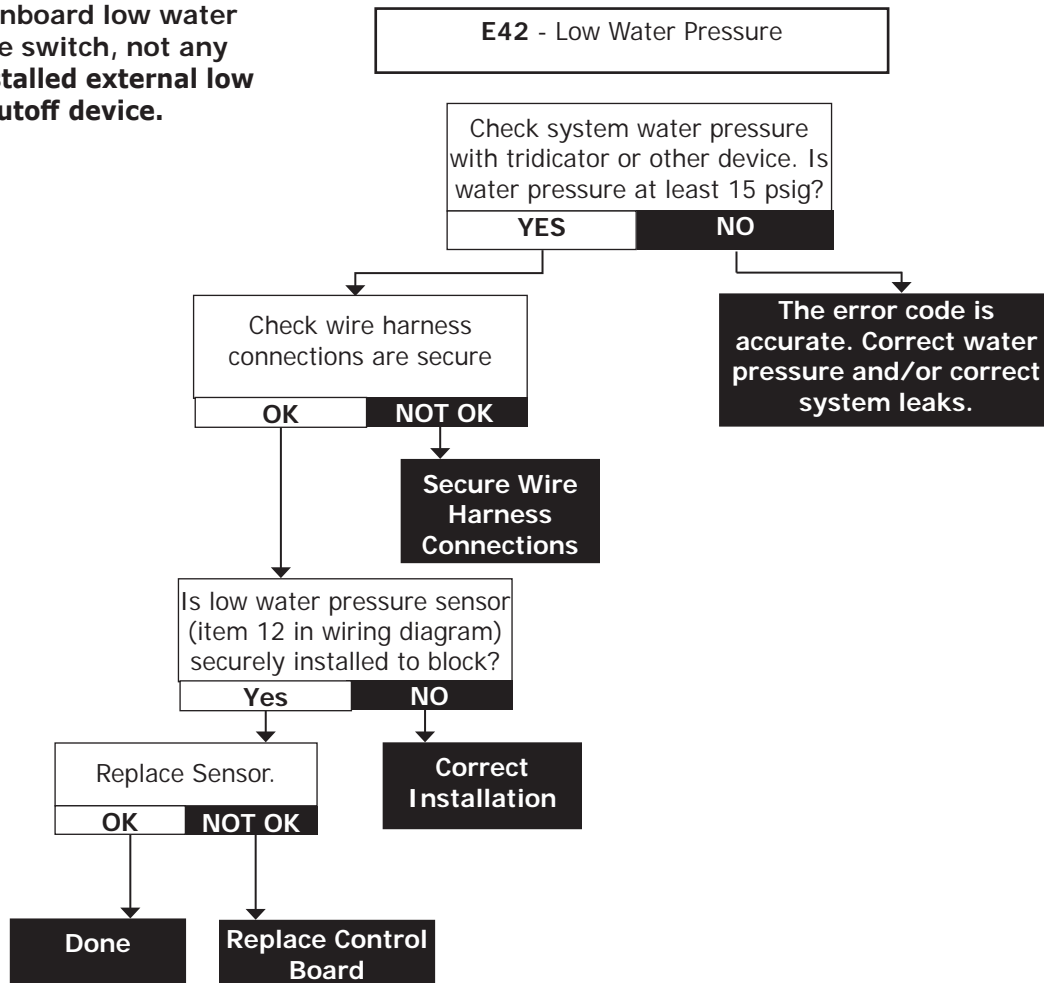 nboard low water
e switch, not any
stalled external low
utoff device.
E42 - Low Water Pressure
Check system water pressure
with tridicator or other device. Is
water pressure at least 15 psig?
YES NO
Check wire harness
connections are secure
OK NOT OK
The error code is
accurate. Correct water
pressure and/or correct
system leaks.
Secure Wire
Harness
Connections
Is low water pressure sensor
(item 12 in wiring diagram)
securely installed to block?
Yes NO
Replace Sensor.
OK NOT OK
Correct
Installation
Done
Replace Control
Board